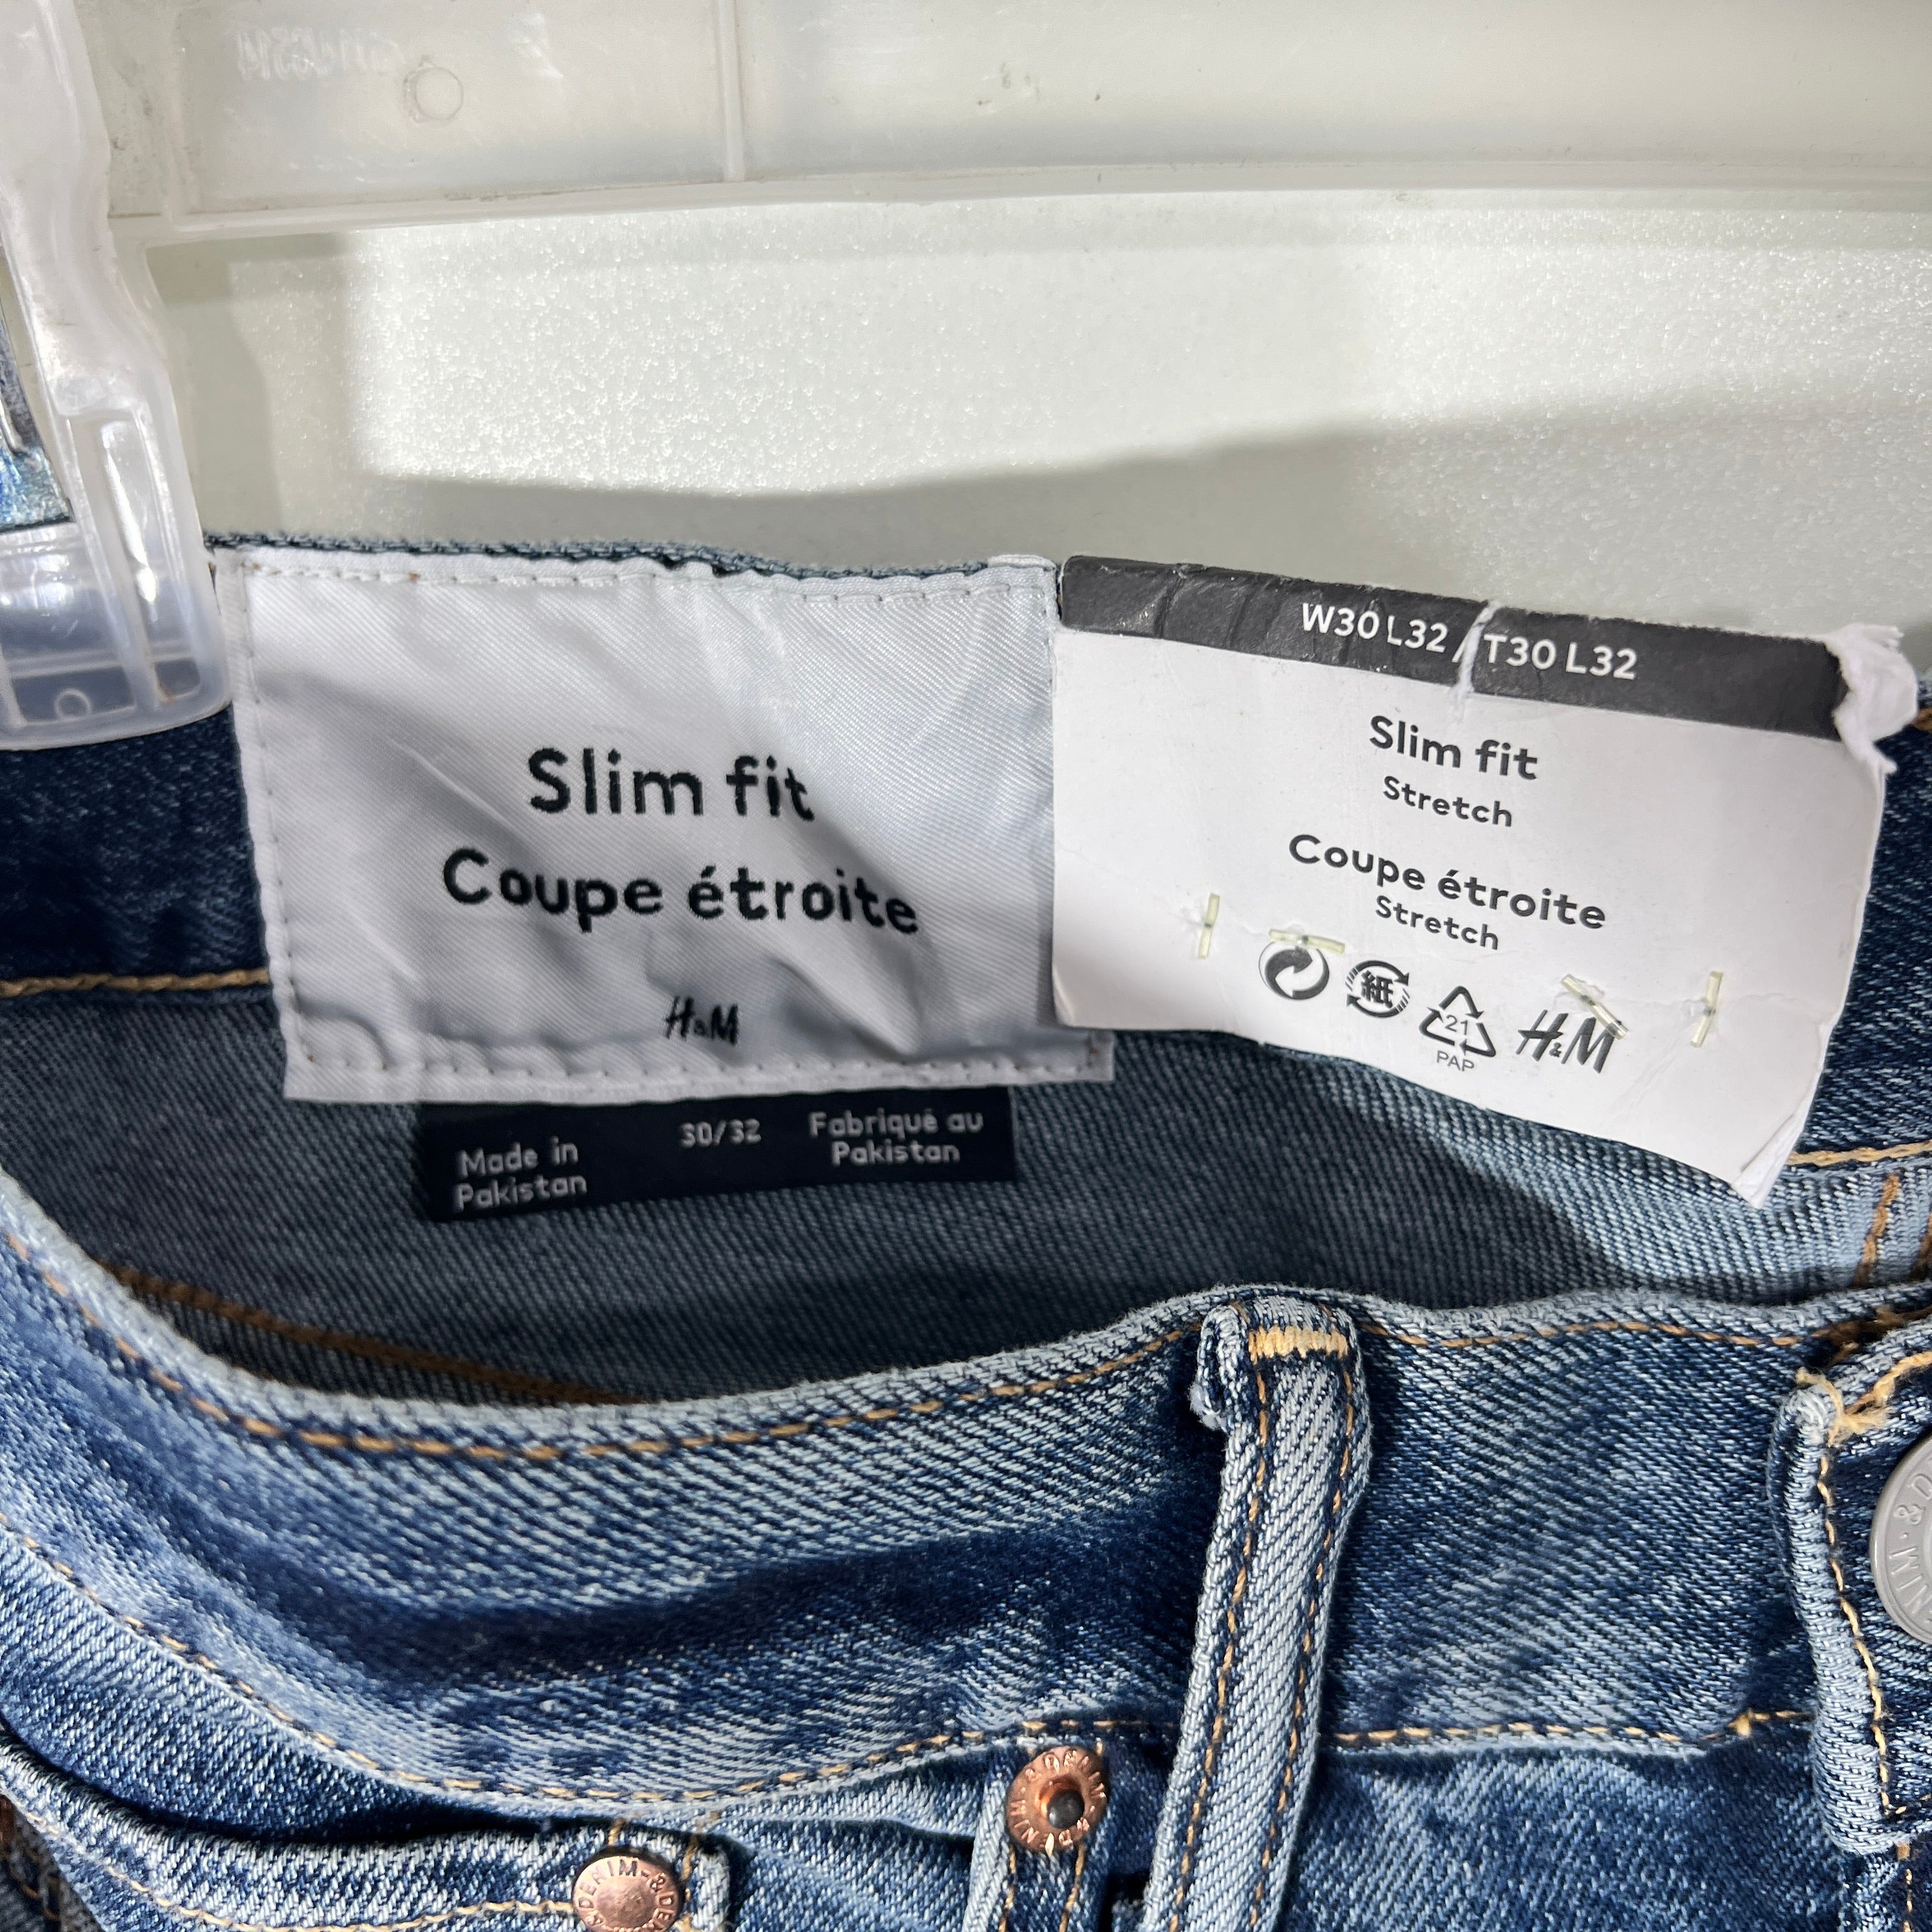 Slim fit
Coupe étroite
H&M
Made in
Pakistan
30/32
Fabriqué au
Pakistan
W30 L32 / T30 L32
Slim fit
Stretch
Coupe étroite
Stretch
紙
21
PAP
H&M
&DENIM